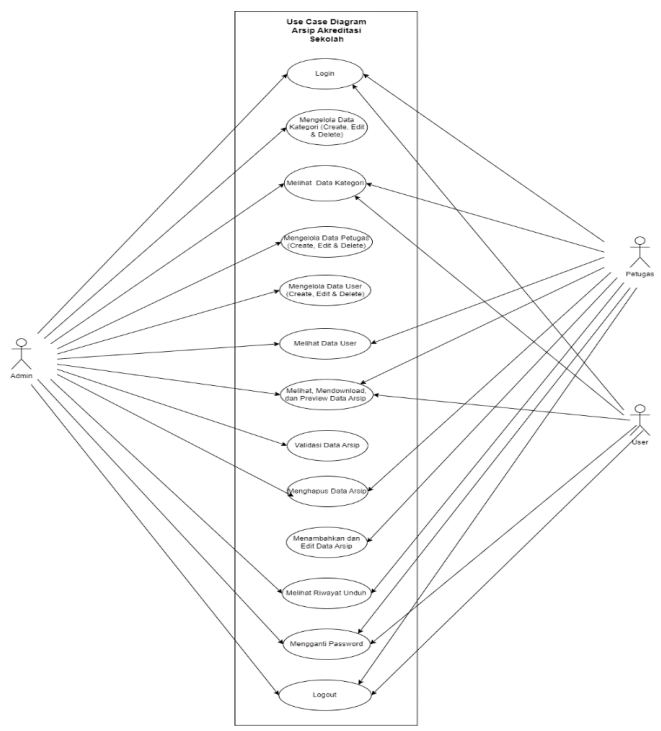 Use Case Diagram
Arsip Akreditasi
Sekolah
Login
Mengelola Data
Kategori (Create, Edit
& Delete)
Melihat Data Kategori
Mengelola Data Petugas
(Create, Edit & Delete)
Petugas
Mengelola Data User
(Create, Edit & Delete)
Melihat Data User
Admin
Melihat, Mendownload,
dan Preview Data Arsip
User
Validasi Data Arsip
Menghapus Data Arsip
Menambahkan dan
Edit Data Arsip
Melihat Riwayat Unduh
Mengganti Password
Logout